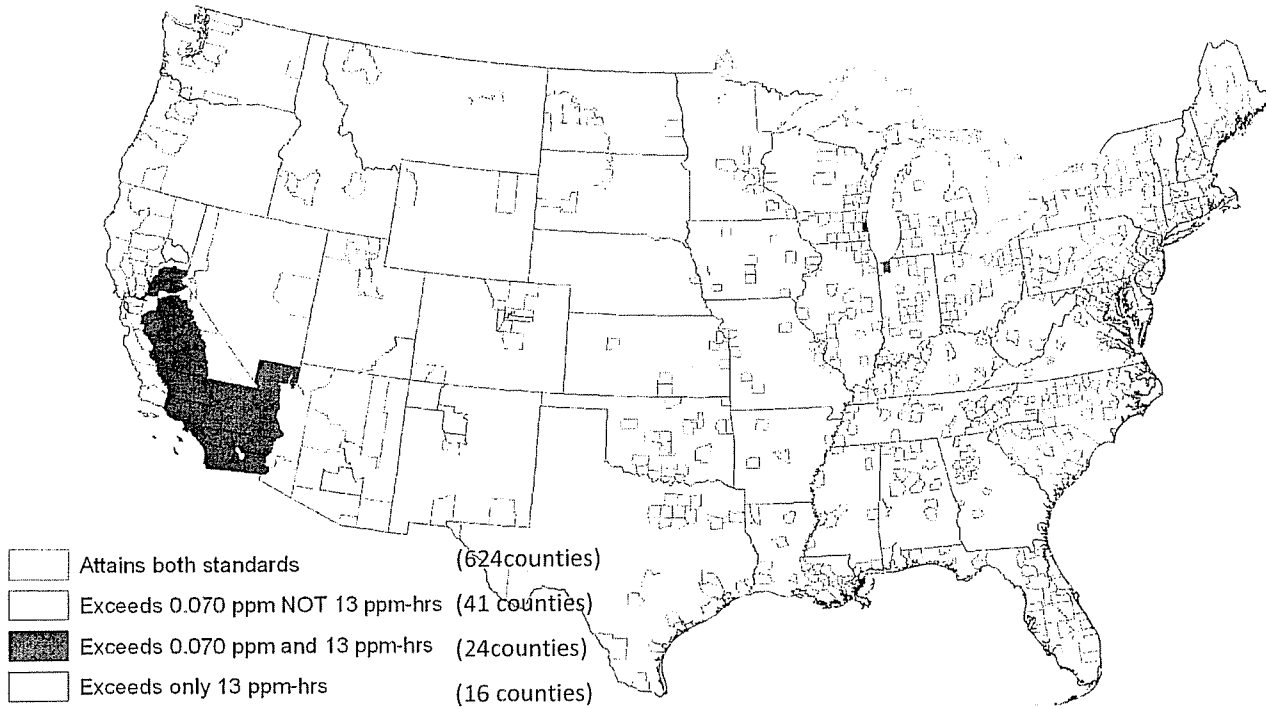 Attains both standards (624counties)
Exceeds 0.070 ppm NOT 13 ppm-hrs (41 counties)
Exceeds 0.070 ppm and 13 ppm-hrs (24counties)
Exceeds only 13 ppm-hrs (16 counties)